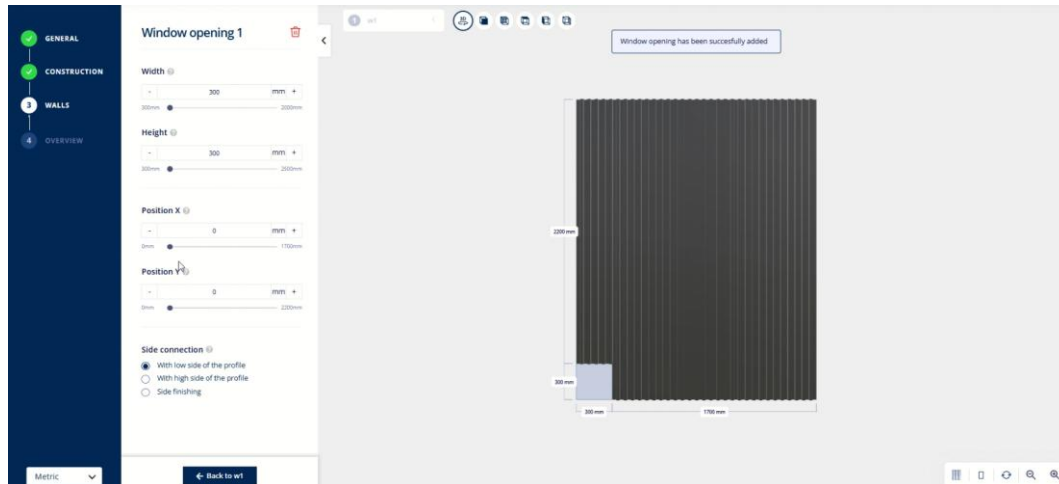 GENERAL
CONSTRUCTION
3 WALLS
4 OVERVIEW
Metric
Window opening 1
Width
- 300 mm +
300mm 2000mm
Height
- 300 mm +
300mm
Position X
- 0 mm +
0mm 1700mm
Position Y
- 0 mm +
0mm 2200mm
Side connection
With low side of the profile
With high side of the profile
Side finishing
← Back to w1
1 w1
Window opening has been succesfully added
2200 mm
300 mm
300 mm
1700 mm